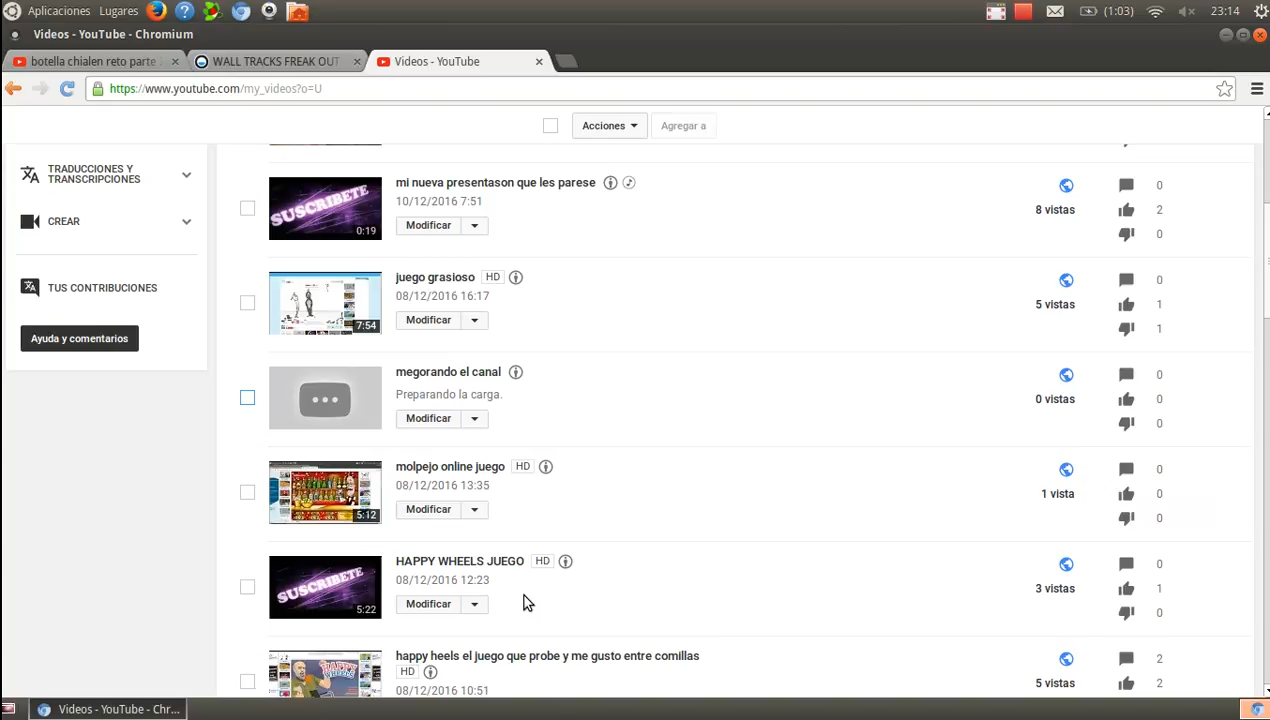 Aplicaciones Lugares (1:03) 23:14
Videos - YouTube - Chromium
botella chialen reto parte WALL TRACKS FREAK OUT Videos - YouTube
https://www.youtube.com/my_videos?o=U
Acciones Agregar a
TRADUCCIONES Y
TRANSCRIPCIONES
CREAR
TUS CONTRIBUCIONES
Ayuda y comentarios
SUSCRIBETE
0:19
mi nueva presentason que les parese
10/12/2016 7:51
Modificar
8 vistas
0
2
0
7:54
juego grasioso HD
08/12/2016 16:17
Modificar
5 vistas
0
1
1
megorando el canal
Preparando la carga.
Modificar
0 vistas
0
0
0
5:12
molpejo online juego HD
08/12/2016 13:35
Modificar
1 vista
0
0
0
SUSCRIBETE
5:22
HAPPY WHEELS JUEGO HD
08/12/2016 12:23
Modificar
3 vistas
0
1
0
HAPPY
happy heels el juego que probe y me gusto entre comillas
HD
08/12/2016 10:51
5 vistas
2
2
Videos - YouTube - Chr...